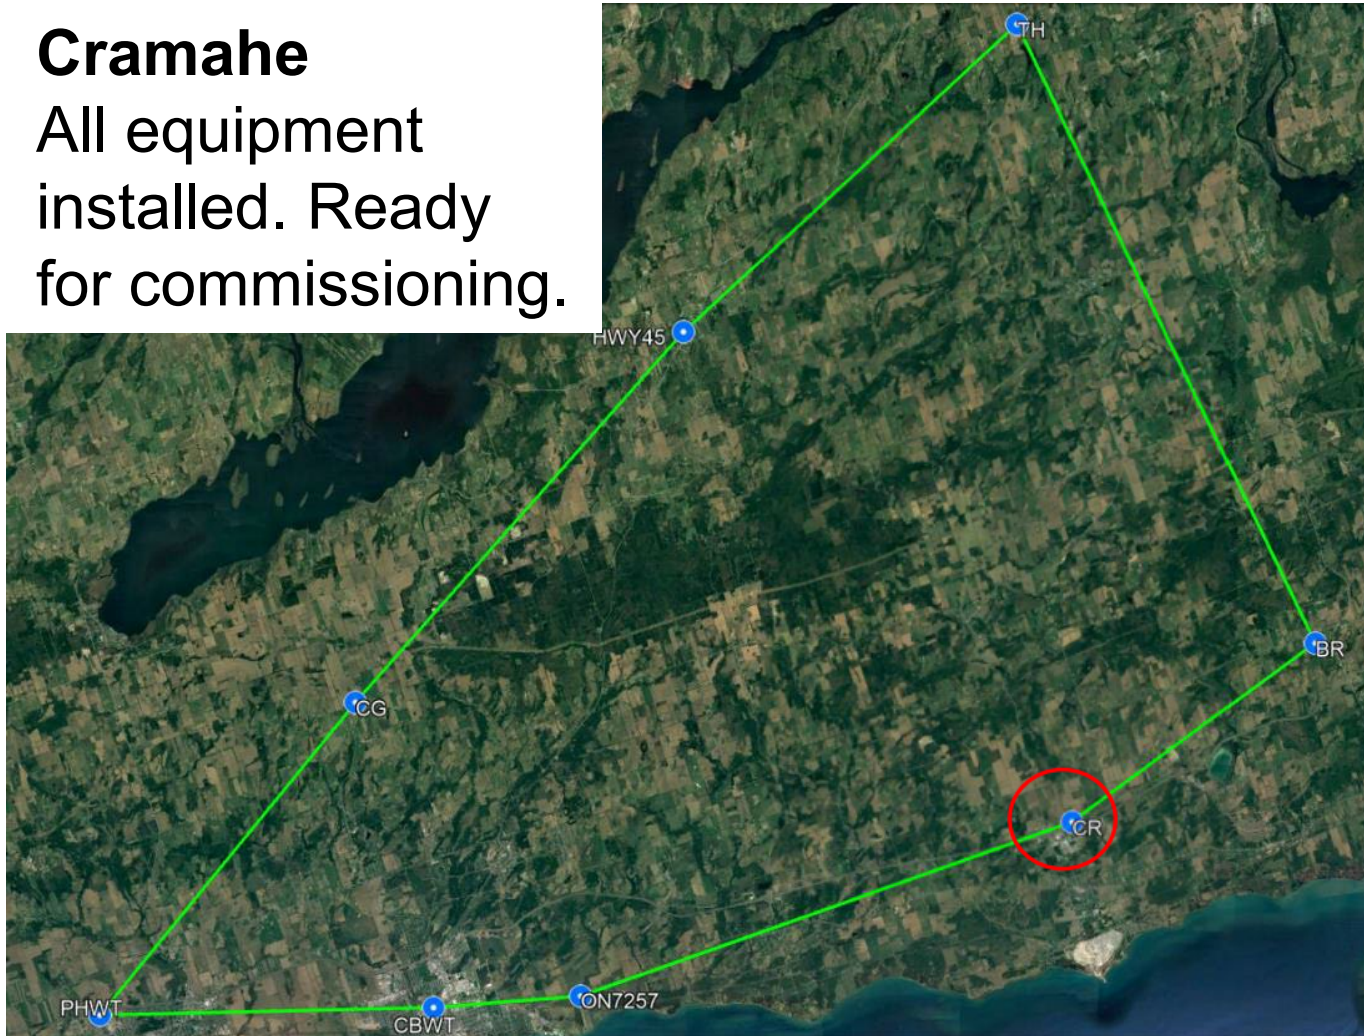 Cramahe
All equipment
installed. Ready
for commissioning.
TH
HWY45
BR
CG
CR
PHWT
CBWT
ON7257